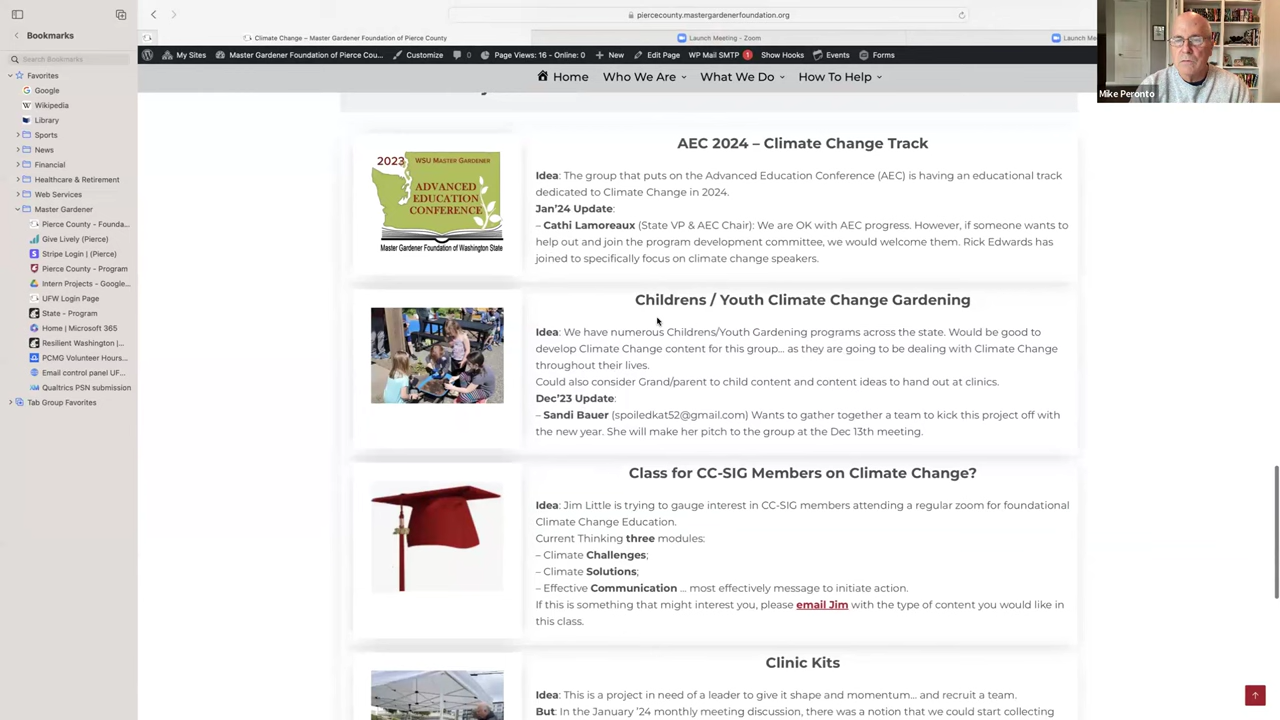 Bookmarks
Search Bookmarks
Favorites
Google
Wikipedia
Library
Sports
News
Financial
Healthcare & Retirement
Web Services
Master Gardener
Pierce County - Founda...
Give Lively (Pierce)
Stripe Login | (Pierce)
Pierce County - Program
Intern Projects - Google...
UFW Login Page
State - Program
Home | Microsoft 365
Resilient Washington |...
PCMG Volunteer Hours...
Email control panel UF...
Qualtrics PSN submission
Tab Group Favorites
piercecounty.mastergardenerfoundation.org
Climate Change – Master Gardener Foundation of Pierce County
Launch Meeting - Zoom
Launch Me
My Sites Master Gardener Foundation of Pierce Cou... Customize 0 Page Views: 16 - Online: 0 + New Edit Page WP Mail SMTP ! Show Hooks Events Forms
Home Who We Are What We Do How To Help
Mike Peronto
AEC 2024 – Climate Change Track
2023 WSU MASTER GARDENER
ADVANCED
EDUCATION
CONFERENCE
Master Gardener Foundation of Washington State
Idea: The group that puts on the Advanced Education Conference (AEC) is having an educational track
dedicated to Climate Change in 2024.
Jan'24 Update:
– Cathi Lamoreaux (State VP & AEC Chair): We are OK with AEC progress. However, if someone wants to
help out and join the program development committee, we would welcome them. Rick Edwards has
joined to specifically focus on climate change speakers.
Childrens / Youth Climate Change Gardening
Idea: We have numerous Childrens/Youth Gardening programs across the state. Would be good to
develop Climate Change content for this group... as they are going to be dealing with Climate Change
throughout their lives.
Could also consider Grand/parent to child content and content ideas to hand out at clinics.
Dec'23 Update:
– Sandi Bauer (spoiledkat52@gmail.com) Wants to gather together a team to kick this project off with
the new year. She will make her pitch to the group at the Dec 13th meeting.
Class for CC-SIG Members on Climate Change?
Idea: Jim Little is trying to gauge interest in CC-SIG members attending a regular zoom for foundational
Climate Change Education.
Current Thinking three modules:
– Climate Challenges;
– Climate Solutions;
– Effective Communication ... most effectively message to initiate action.
If this is something that might interest you, please email Jim with the type of content you would like in
this class.
Clinic Kits
Idea: This is a project in need of a leader to give it shape and momentum... and recruit a team.
But: In the January '24 monthly meeting discussion, there was a notion that we could start collecting